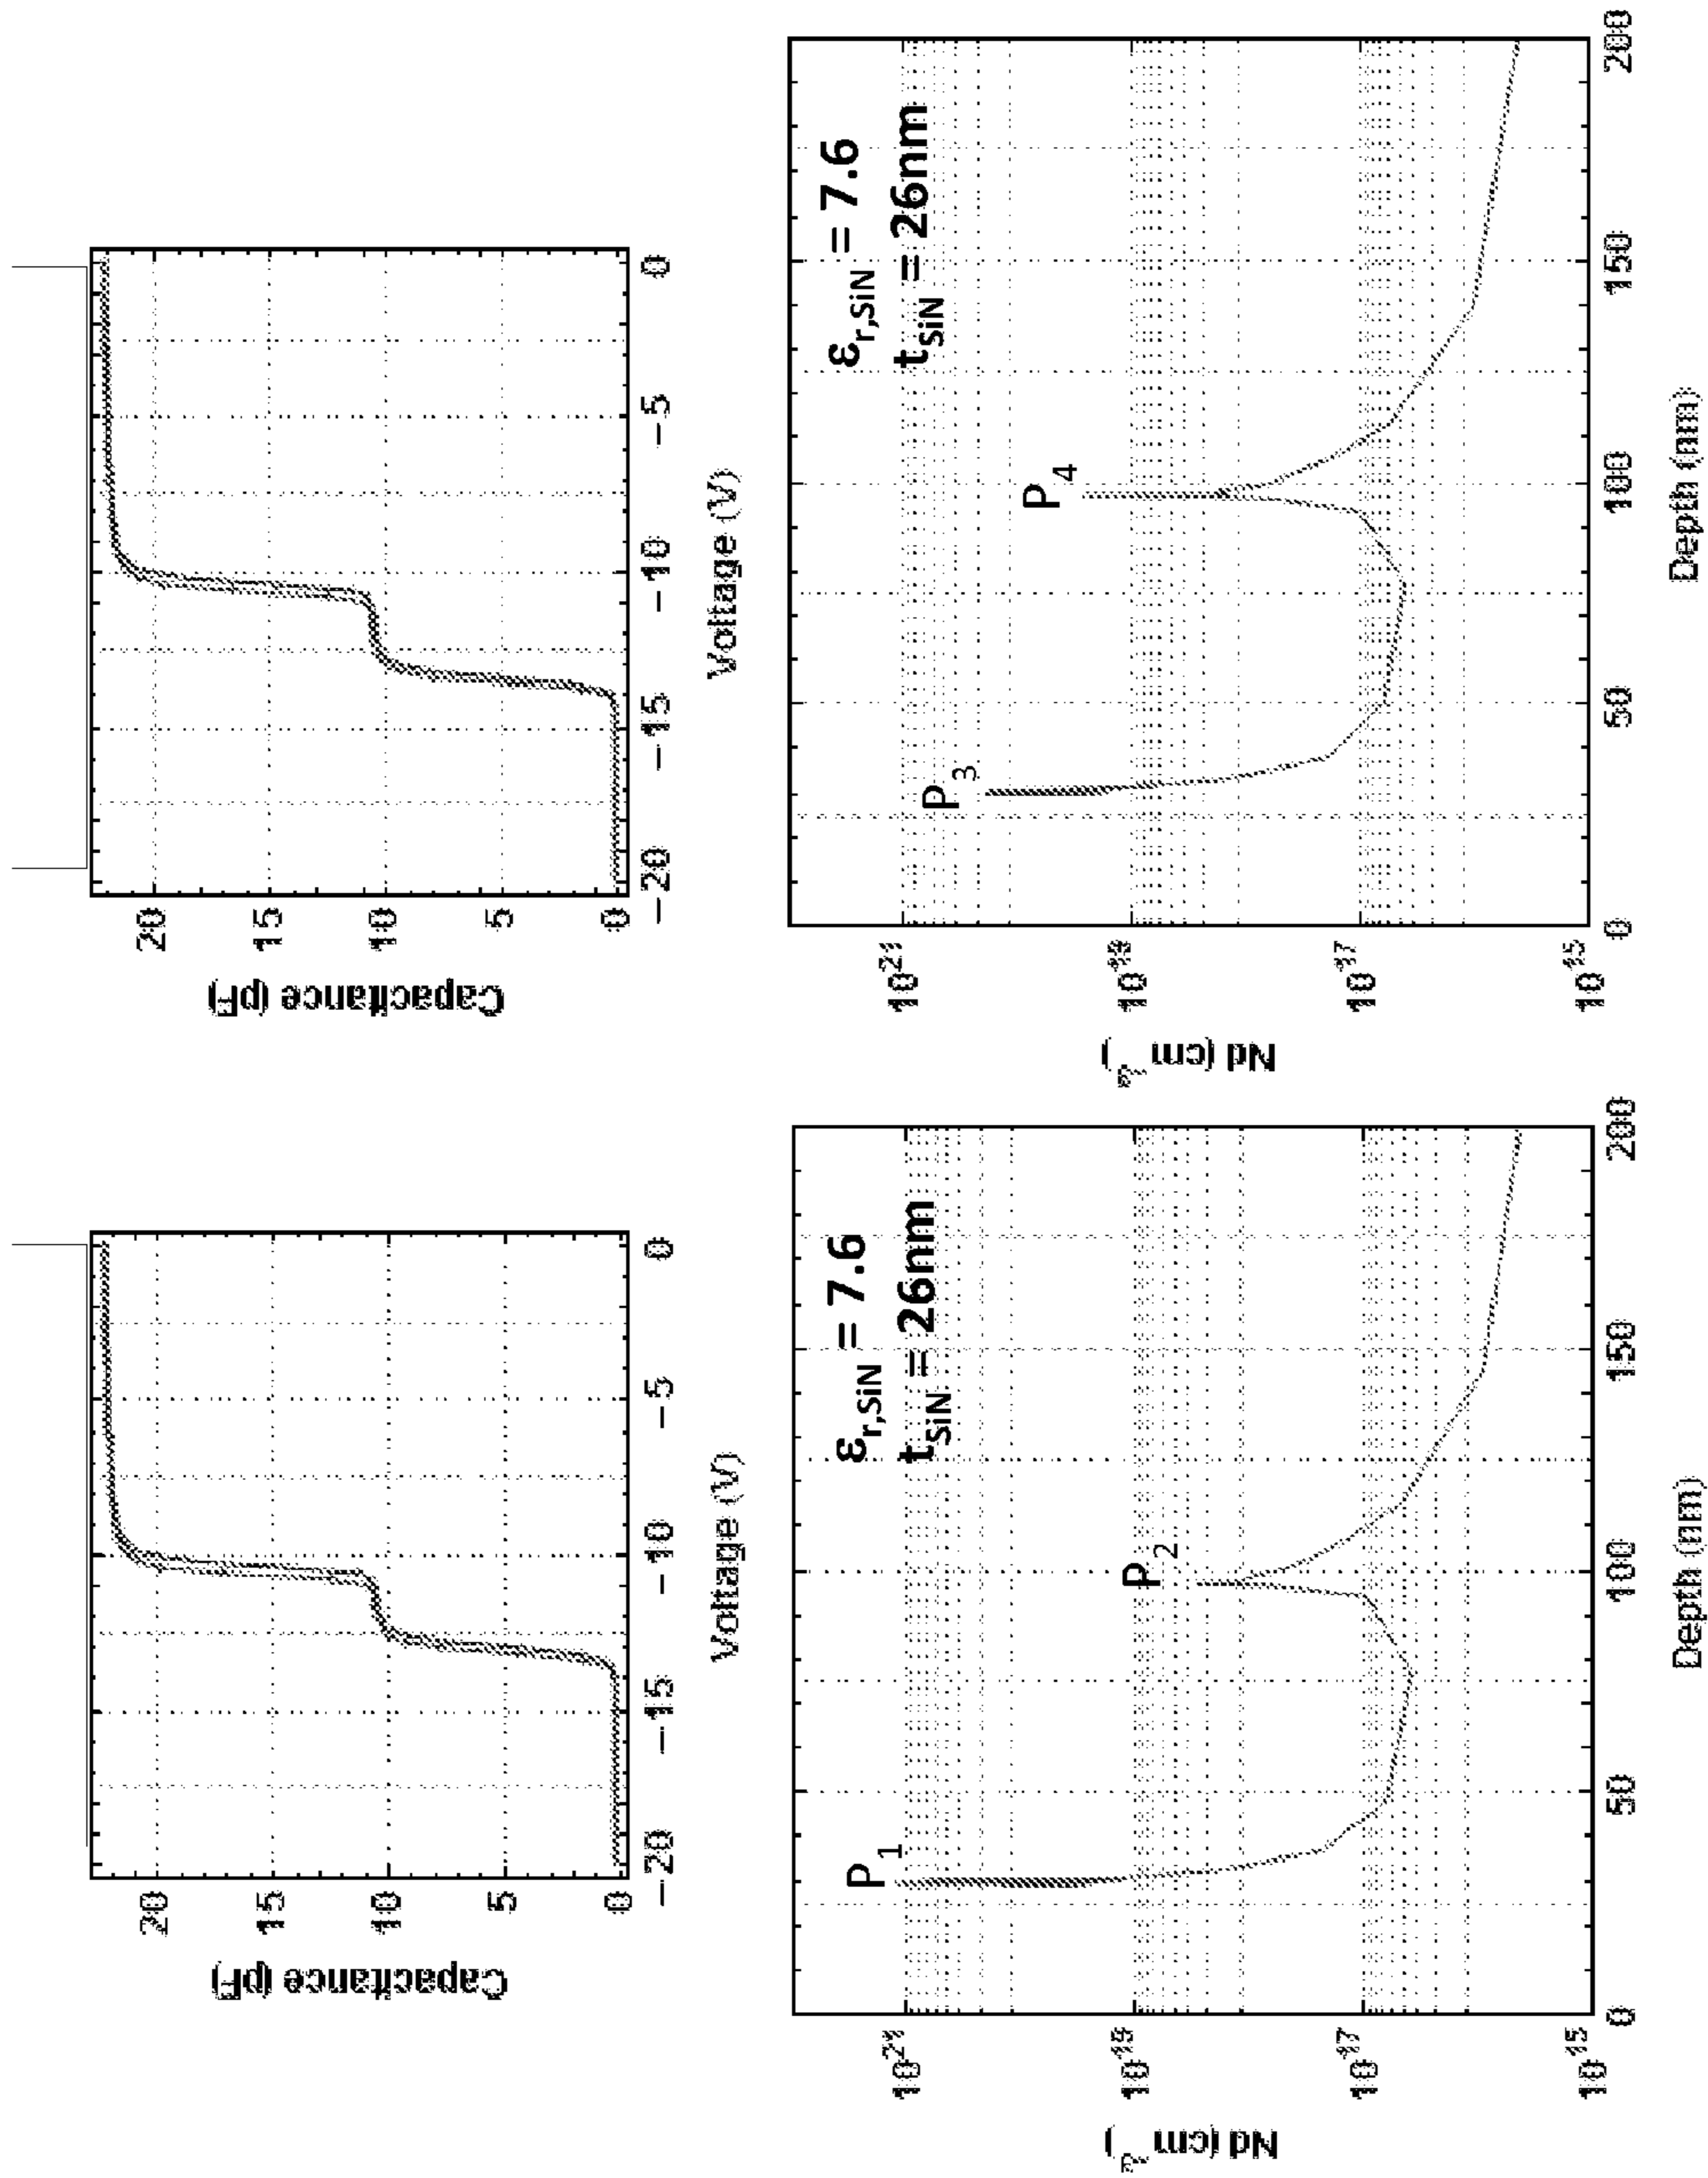 Capacitance (pF)
20
15
10
5
0
-20
-15
-10
-5
0
Voltage (V)
Capacitance (pF)
20
15
10
5
0
-20
-15
-10
-5
0
Voltage (V)
Nd (cm⁻³)
10²¹
10¹⁹
10¹⁷
10¹⁵
P₁
P₂
εr,SiN = 7.6
tSiN = 26nm
0
50
100
150
200
Depth (nm)
Nd (cm⁻³)
10²¹
10¹⁹
10¹⁷
10¹⁵
P₃
P₄
εr,SiN = 7.6
tSiN = 26nm
0
50
100
150
200
Depth (nm)